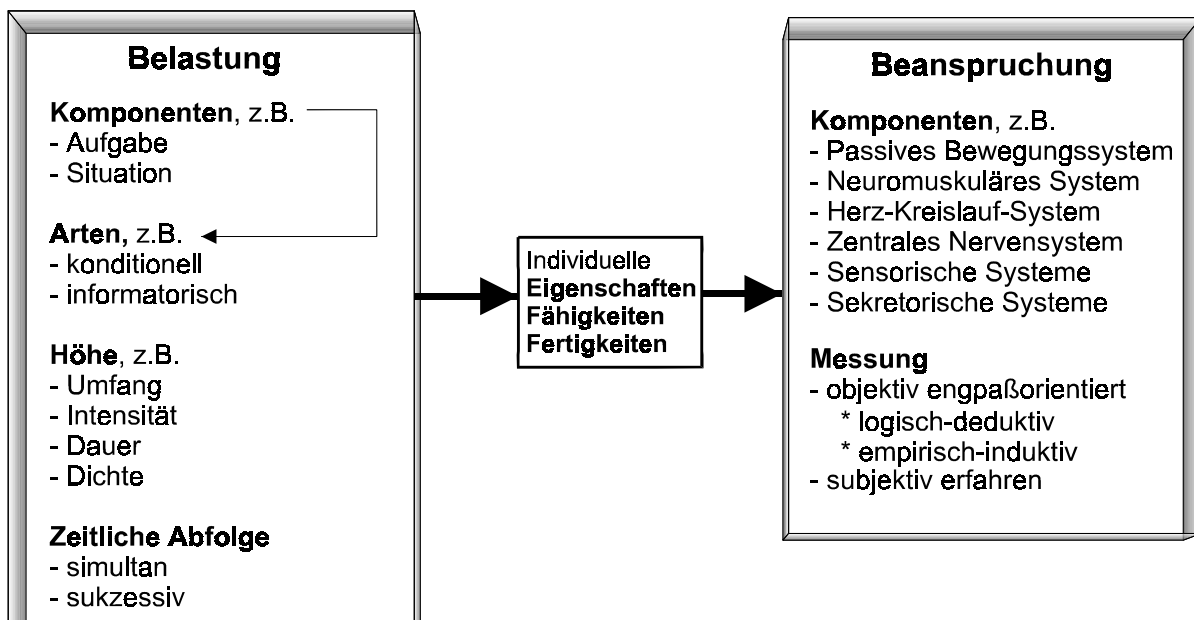 Belastung
Komponenten, z.B.
- Aufgabe
- Situation
Arten, z.B.
- konditionell
- informatorisch
Höhe, z.B.
- Umfang
- Intensität
- Dauer
- Dichte
Zeitliche Abfolge
- simultan
- sukzessiv
Individuelle
Eigenschaften
Fähigkeiten
Fertigkeiten
Beanspruchung
Komponenten, z.B.
- Passives Bewegungssystem
- Neuromuskuläres System
- Herz-Kreislauf-System
- Zentrales Nervensystem
- Sensorische Systeme
- Sekretorische Systeme
Messung
- objektiv engpaßorientiert
* logisch-deduktiv
* empirisch-induktiv
- subjektiv erfahren